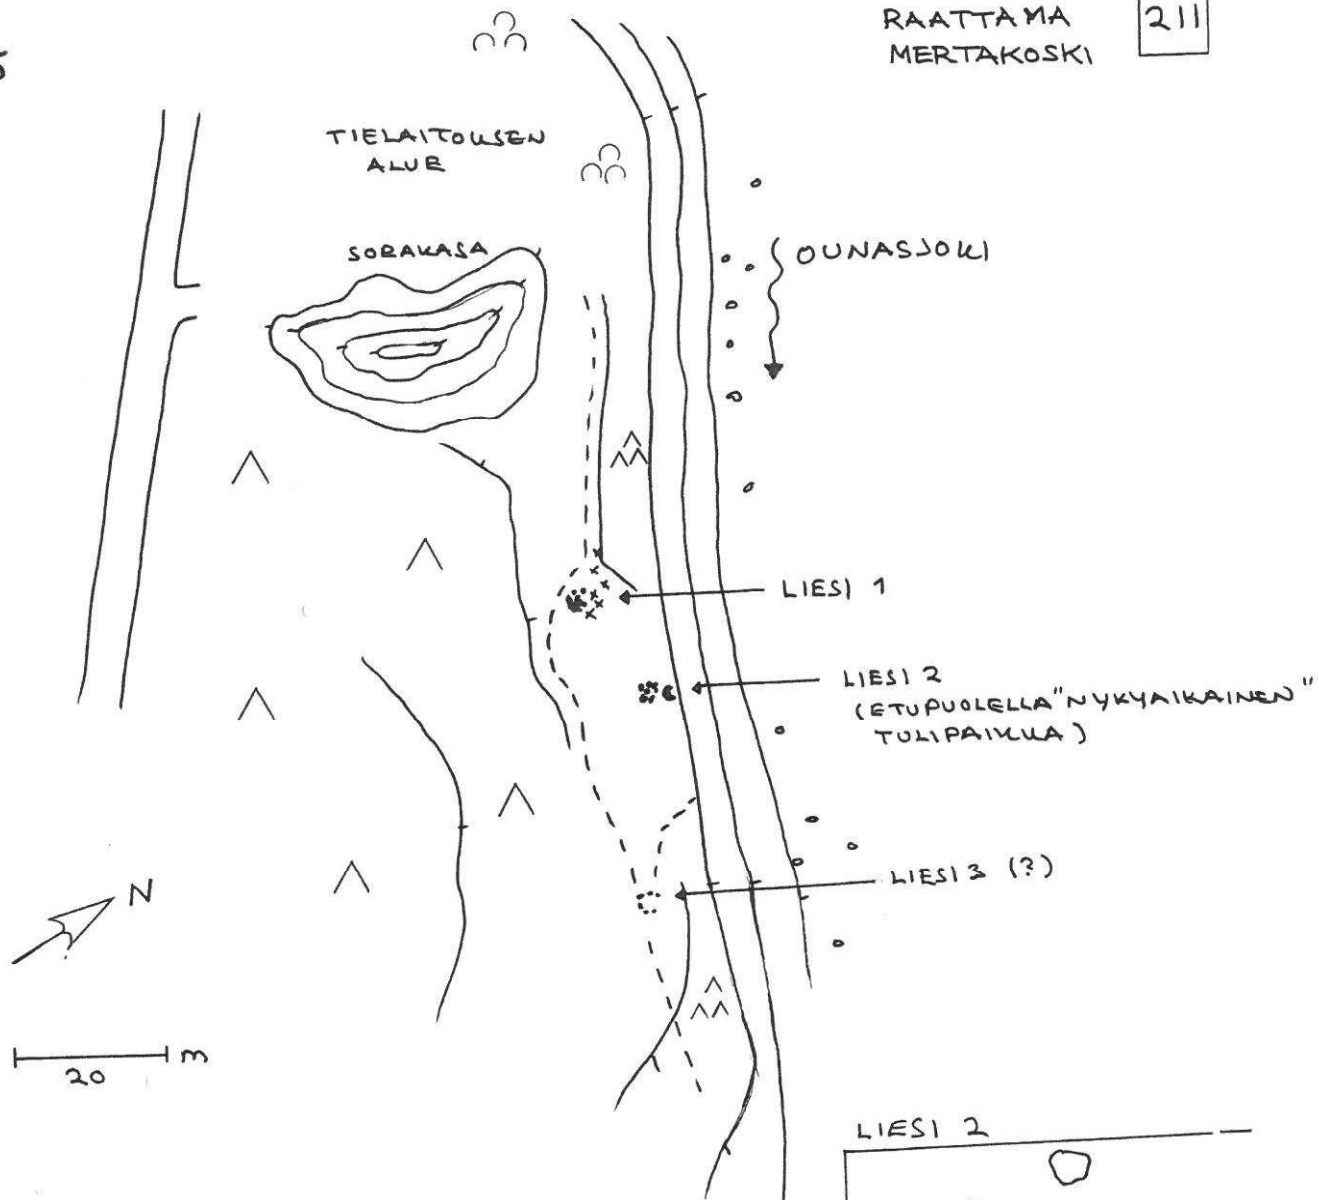 RAATTAMA
MERTAKOSKI
211
5
TIELAITOKSEN
ALUE
SORAKASA
OUNASJOKI
LIESI 1
LIESI 2
(ETUPUOLELLA "NYKYAIKAINEN"
TULIPAIKKA)
LIESI 3 (?)
N
m
20
LIESI 2